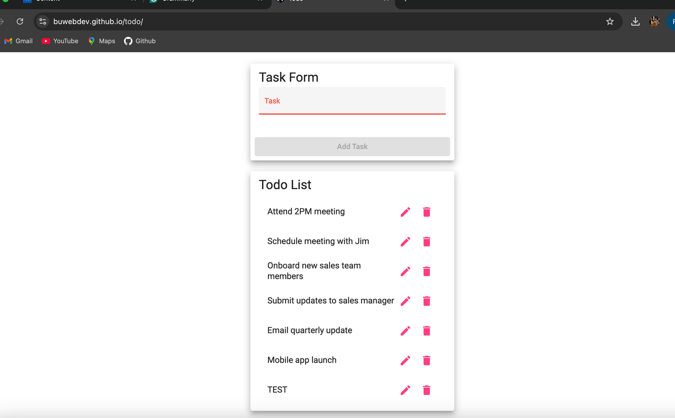 Todo
buwebdev.github.io/todo/
Gmail
YouTube
Maps
Github
Task Form
Task
Add Task
Todo List
Attend 2PM meeting
Schedule meeting with Jim
Onboard new sales team
members
Submit updates to sales manager
Email quarterly update
Mobile app launch
TEST